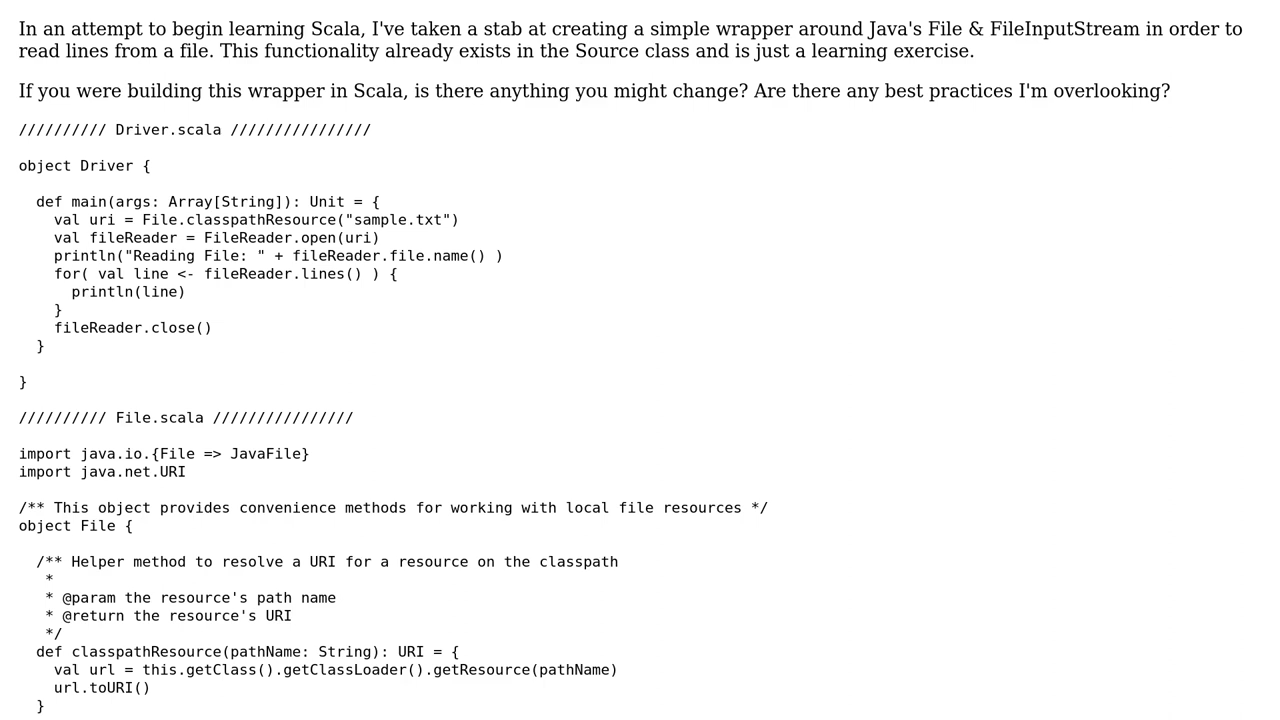 In an attempt to begin learning Scala, I've taken a stab at creating a simple wrapper around Java's File & FileInputStream in order to
read lines from a file. This functionality already exists in the Source class and is just a learning exercise.
If you were building this wrapper in Scala, is there anything you might change? Are there any best practices I'm overlooking?
////////// Driver.scala ////////////////
object Driver {
  def main(args: Array[String]): Unit = {
    val uri = File.classpathResource("sample.txt")
    val fileReader = FileReader.open(uri)
    println("Reading File: " + fileReader.file.name() )
    for( val line <- fileReader.lines() ) {
      println(line)
    }
    fileReader.close()
  }
}
////////// File.scala ////////////////
import java.io.{File => JavaFile}
import java.net.URI
/** This object provides convenience methods for working with local file resources */
object File {
  /** Helper method to resolve a URI for a resource on the classpath
   *
   * @param the resource's path name
   * @return the resource's URI
   */
  def classpathResource(pathName: String): URI = {
    val url = this.getClass().getClassLoader().getResource(pathName)
    url.toURI()
  }